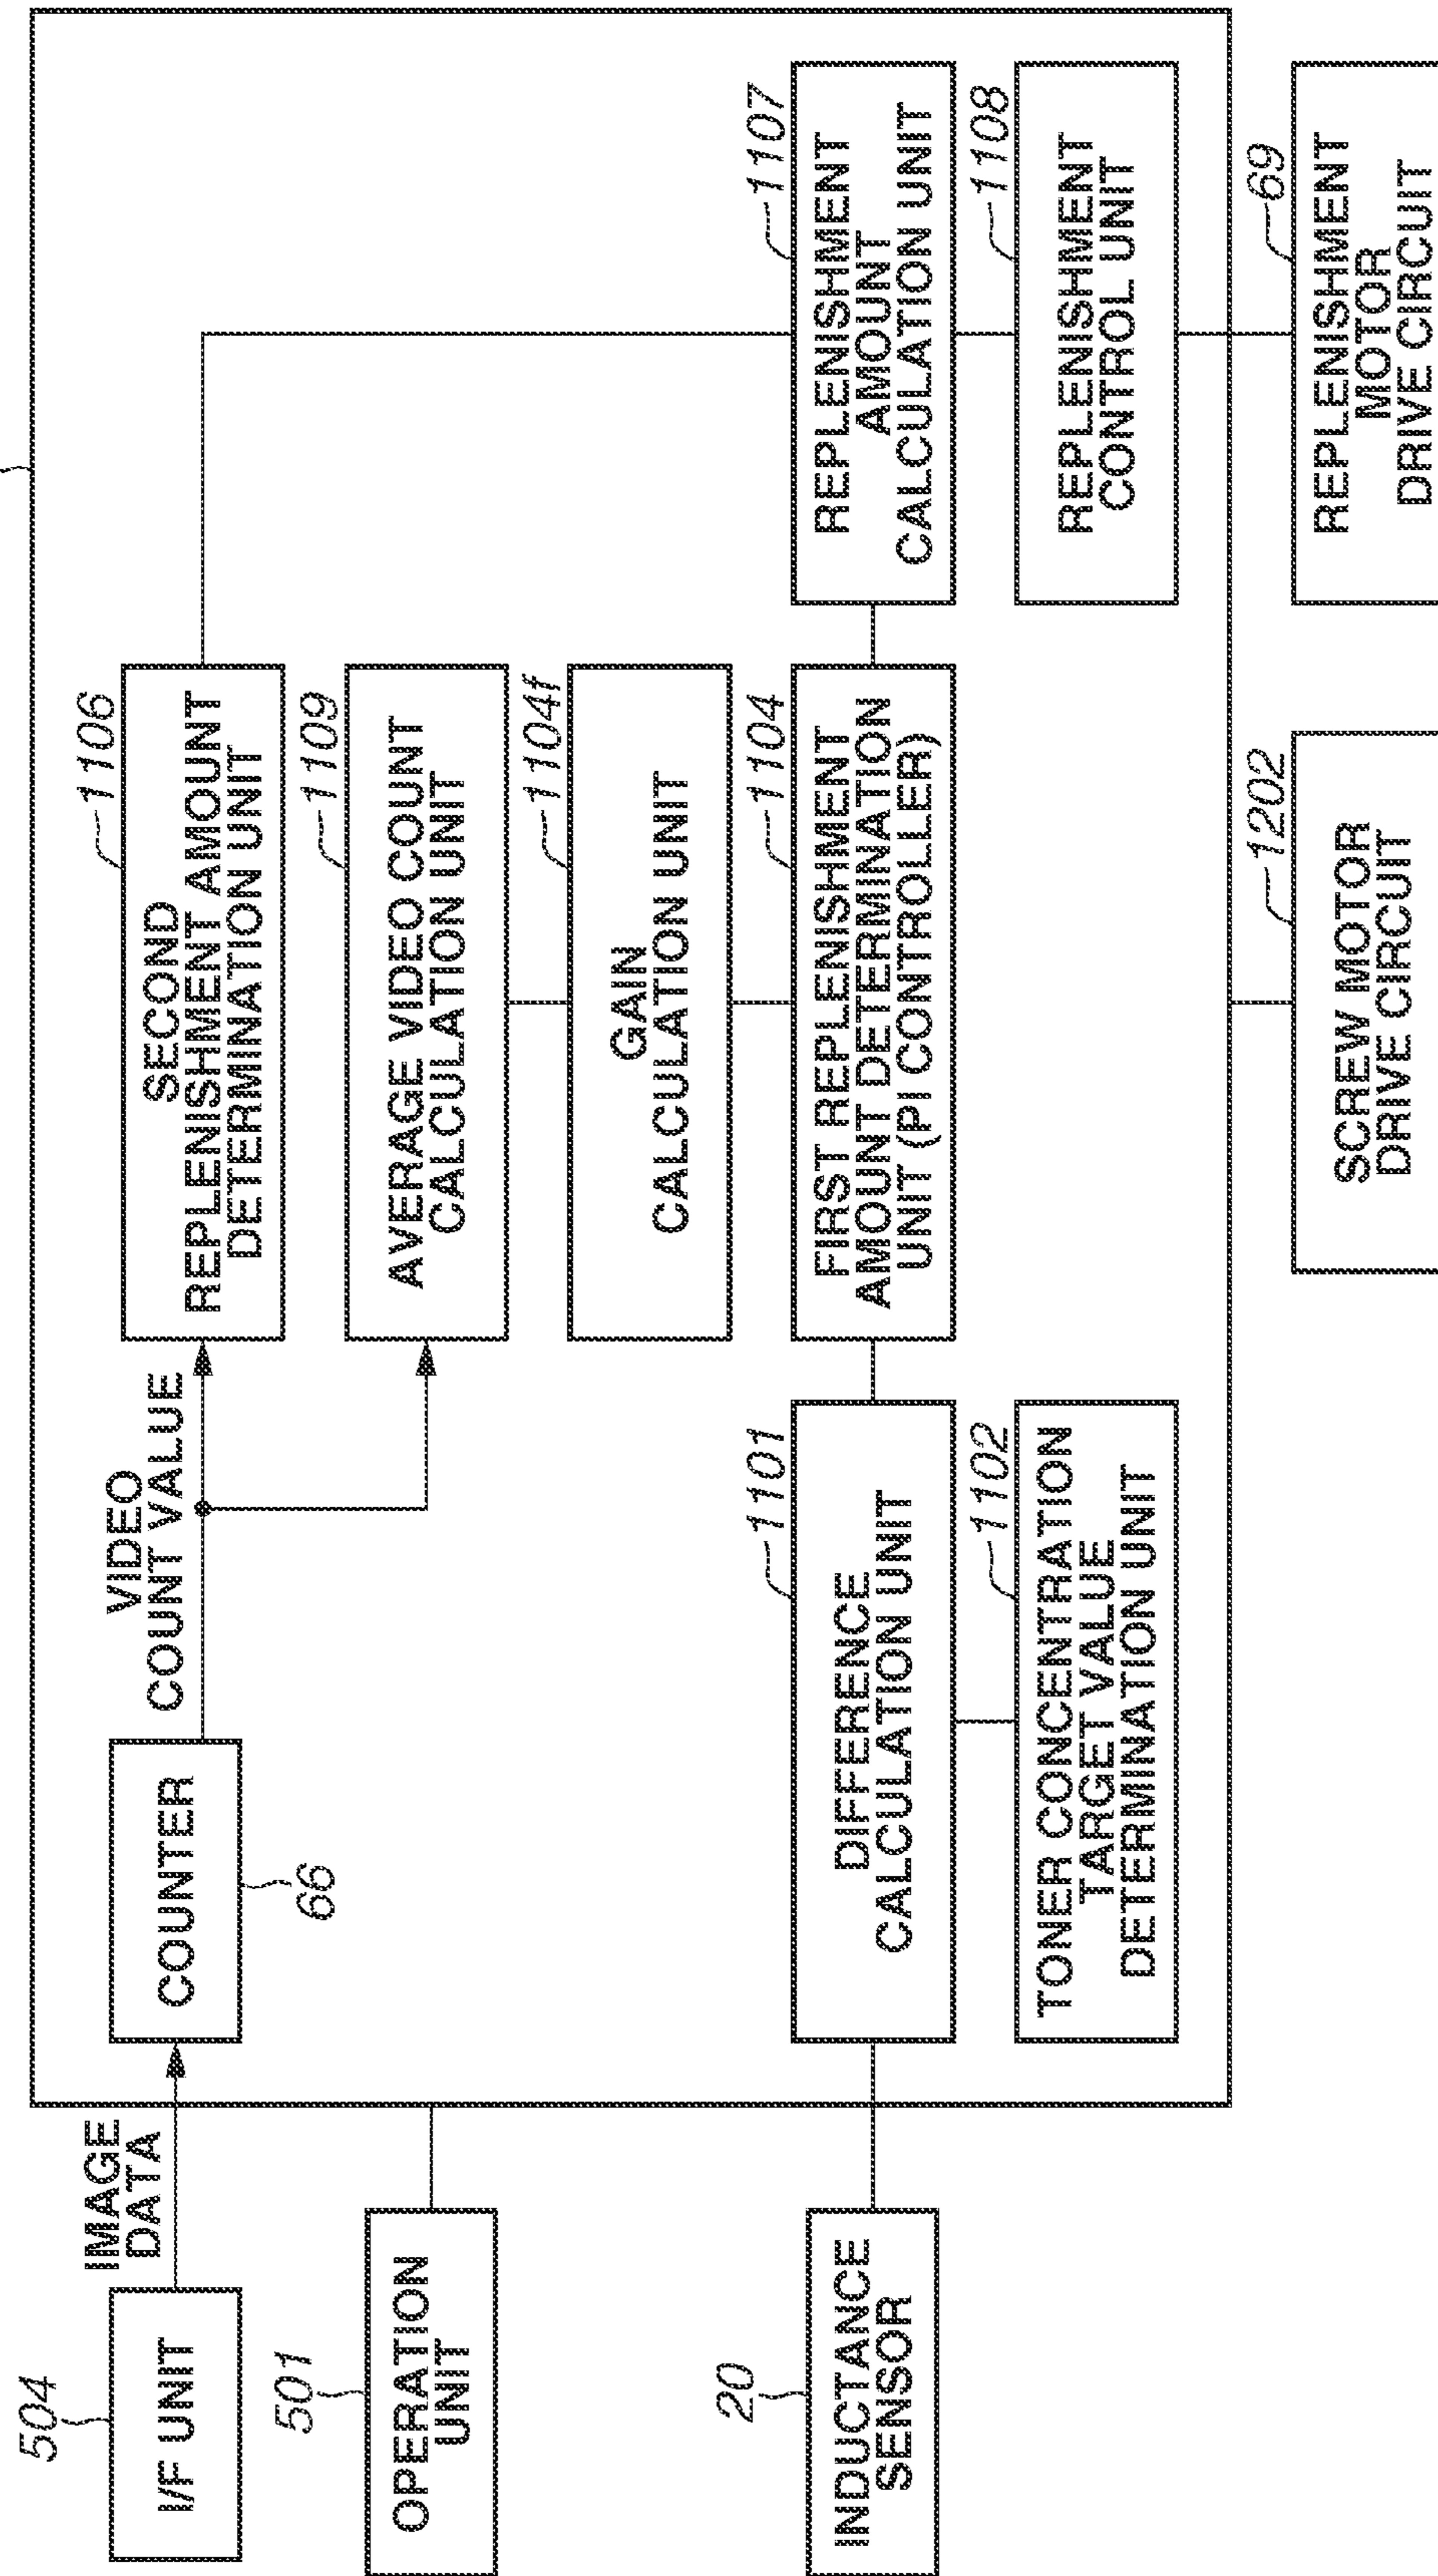 504
I/F UNIT
IMAGE
DATA
COUNTER
66
VIDEO
COUNT VALUE
1106
SECOND
REPLENISHMENT AMOUNT
DETERMINATION UNIT
501
OPERATION
UNIT
1109
AVERAGE VIDEO COUNT
CALCULATION UNIT
1104f
GAIN
CALCULATION UNIT
20
INDUCTANCE
SENSOR
1101
DIFFERENCE
CALCULATION UNIT
1104
FIRST REPLENISHMENT
AMOUNT DETERMINATION
UNIT (PI CONTROLLER)
1107
REPLENISHMENT
AMOUNT
CALCULATION UNIT
1102
TONER CONCENTRATION
TARGET VALUE
DETERMINATION UNIT
1108
REPLENISHMENT
CONTROL UNIT
1202
SCREW MOTOR
DRIVE CIRCUIT
69
REPLENISHMENT
MOTOR
DRIVE CIRCUIT